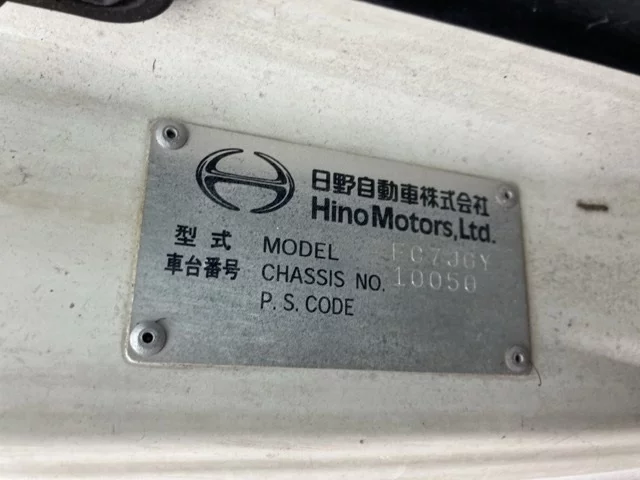 日野自動車株式会社
Hino Motors, Ltd.
型式 MODEL FC7JGY
車台番号 CHASSIS NO. 10050
P.S.CODE